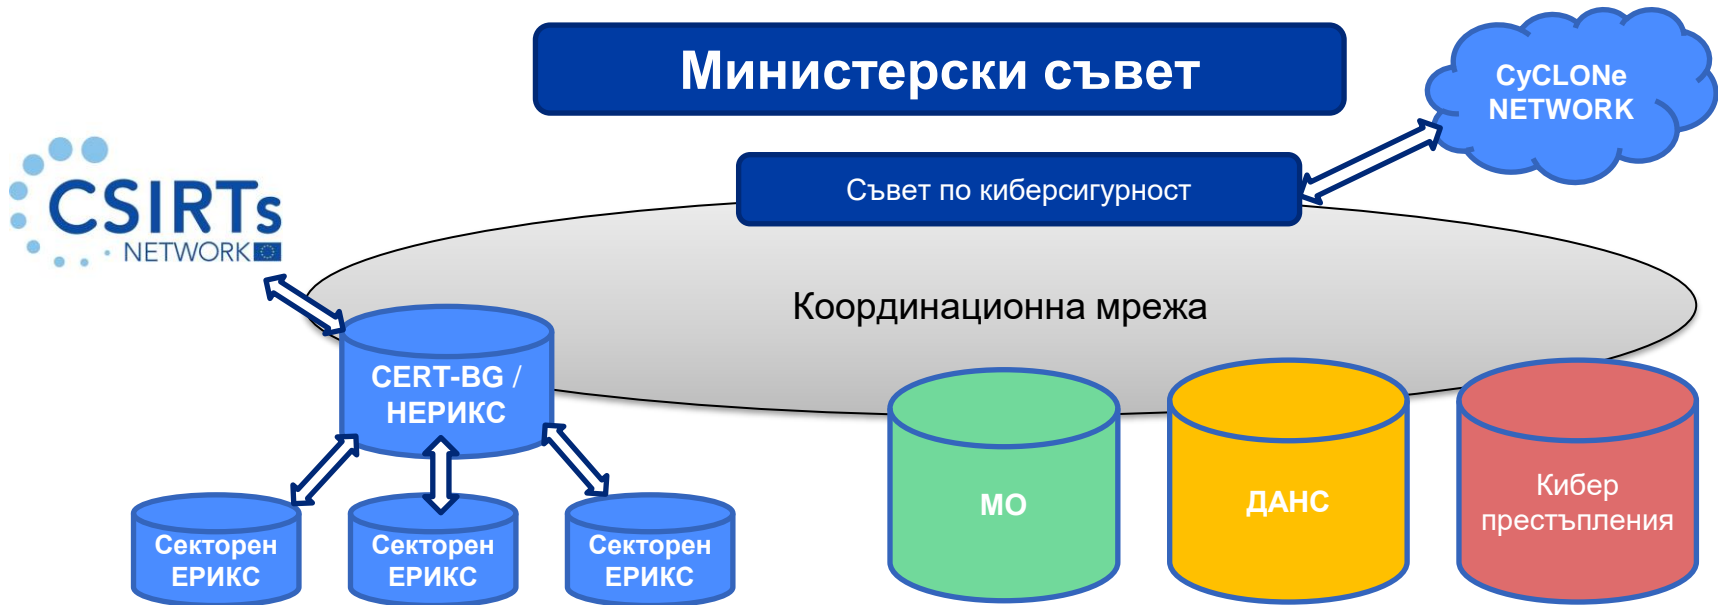 Министерски съвет
CyCLONe
NETWORK
Съвет по киберсигурност
CSIRTs
NETWORK
Координационна мрежа
CERT-BG /
НЕРИКС
МО
ДАНС
Кибер
престъпления
Секторен
ЕРИКС
Секторен
ЕРИКС
Секторен
ЕРИКС